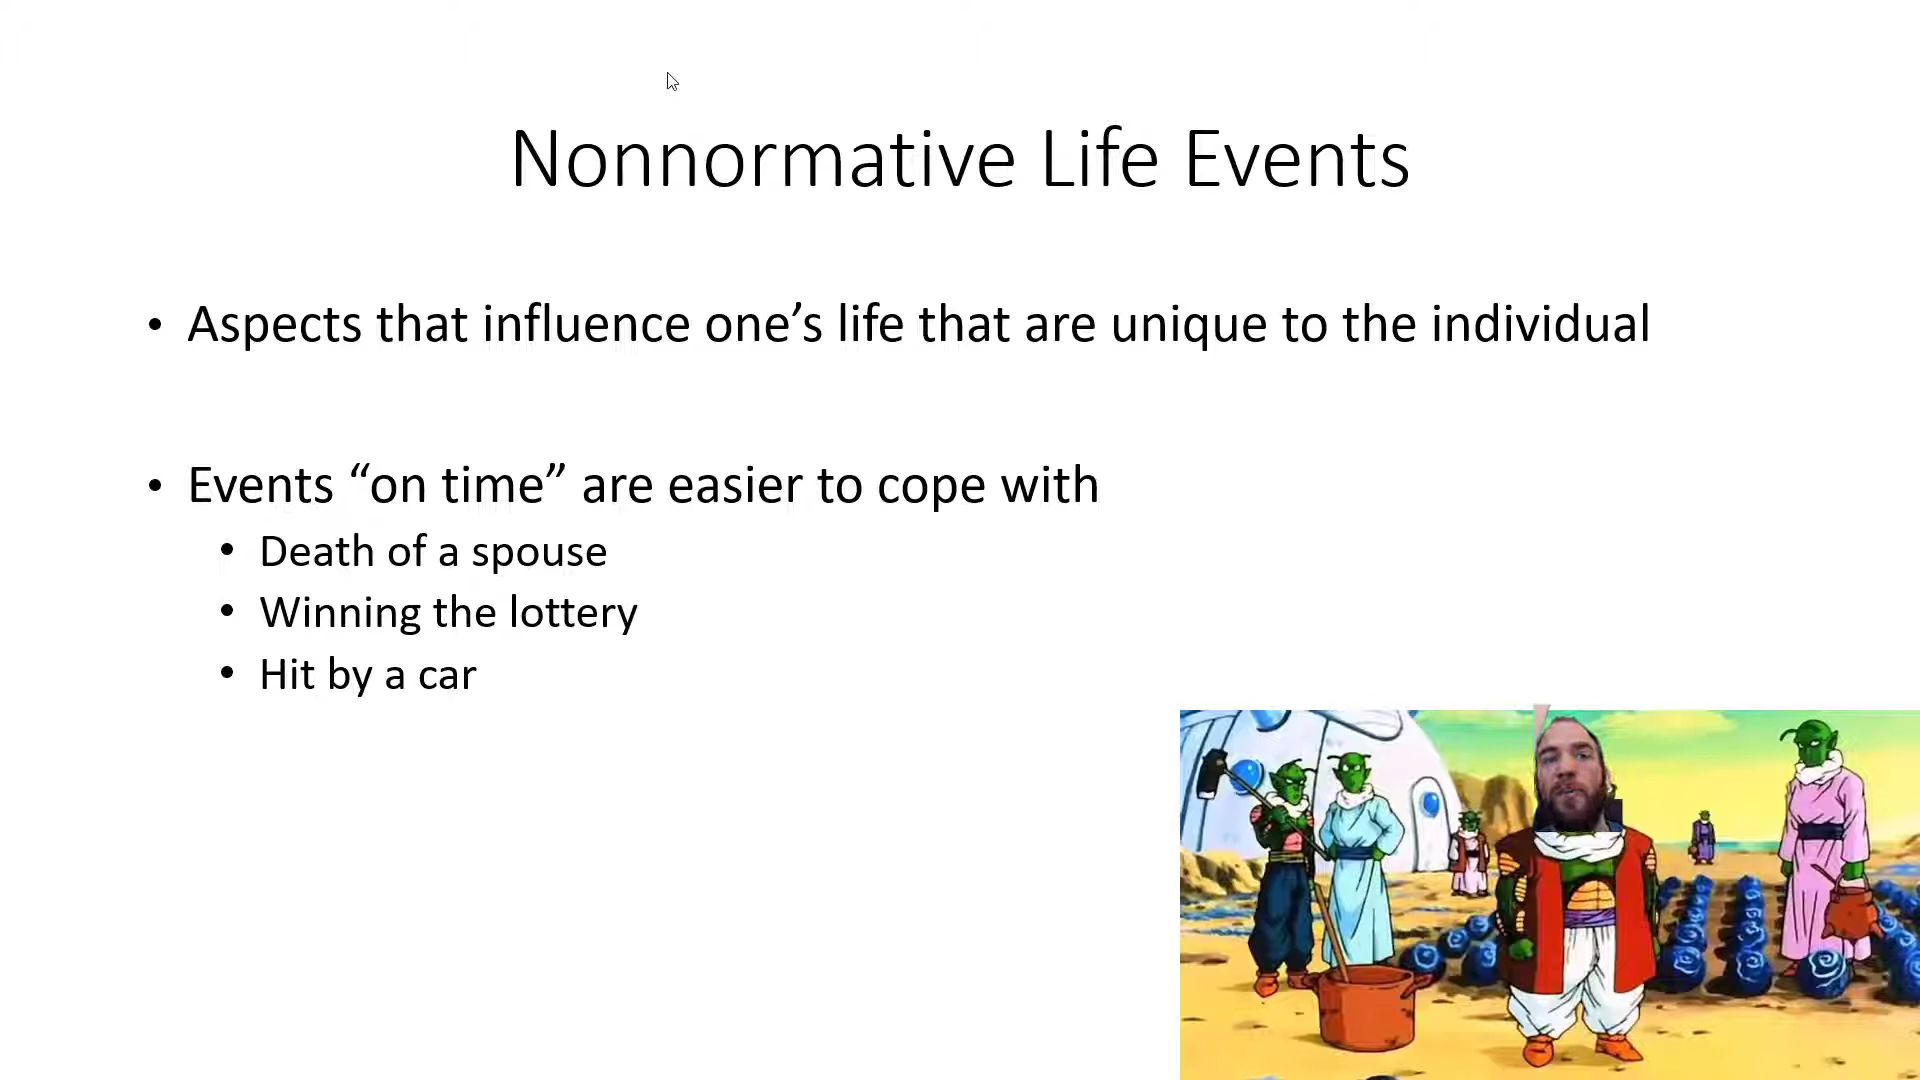 Nonnormative Life Events
• Aspects that influence one’s life that are unique to the individual
• Events “on time” are easier to cope with
• Death of a spouse
• Winning the lottery
• Hit by a car